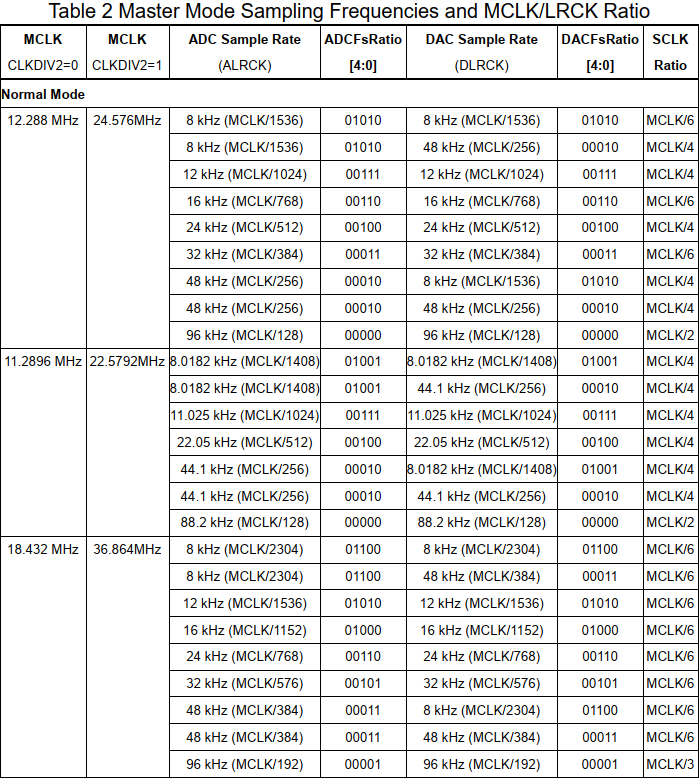 Table 2 Master Mode Sampling Frequencies and MCLK/LRCK Ratio
MCLK MCLK ADC Sample Rate ADCFsRatio DAC Sample Rate DACFsRatio SCLK
CLKDIV2=0 CLKDIV2=1 (ALRCK) [4:0] (DLRCK) [4:0] Ratio
Normal Mode
12.288 MHz 24.576MHz 8 kHz (MCLK/1536) 01010 8 kHz (MCLK/1536) 01010 MCLK/6
8 kHz (MCLK/1536) 01010 48 kHz (MCLK/256) 00010 MCLK/4
12 kHz (MCLK/1024) 00111 12 kHz (MCLK/1024) 00111 MCLK/4
16 kHz (MCLK/768) 00110 16 kHz (MCLK/768) 00110 MCLK/6
24 kHz (MCLK/512) 00100 24 kHz (MCLK/512) 00100 MCLK/4
32 kHz (MCLK/384) 00011 32 kHz (MCLK/384) 00011 MCLK/6
48 kHz (MCLK/256) 00010 8 kHz (MCLK/1536) 01010 MCLK/4
48 kHz (MCLK/256) 00010 48 kHz (MCLK/256) 00010 MCLK/4
96 kHz (MCLK/128) 00000 96 kHz (MCLK/128) 00000 MCLK/2
11.2896 MHz 22.5792MHz 8.0182 kHz (MCLK/1408) 01001 8.0182 kHz (MCLK/1408) 01001 MCLK/4
8.0182 kHz (MCLK/1408) 01001 44.1 kHz (MCLK/256) 00010 MCLK/4
11.025 kHz (MCLK/1024) 00111 11.025 kHz (MCLK/1024) 00111 MCLK/4
22.05 kHz (MCLK/512) 00100 22.05 kHz (MCLK/512) 00100 MCLK/4
44.1 kHz (MCLK/256) 00010 8.0182 kHz (MCLK/1408) 01001 MCLK/4
44.1 kHz (MCLK/256) 00010 44.1 kHz (MCLK/256) 00010 MCLK/4
88.2 kHz (MCLK/128) 00000 88.2 kHz (MCLK/128) 00000 MCLK/2
18.432 MHz 36.864MHz 8 kHz (MCLK/2304) 01100 8 kHz (MCLK/2304) 01100 MCLK/6
8 kHz (MCLK/2304) 01100 48 kHz (MCLK/384) 00011 MCLK/6
12 kHz (MCLK/1536) 01010 12 kHz (MCLK/1536) 01010 MCLK/6
16 kHz (MCLK/1152) 01000 16 kHz (MCLK/1152) 01000 MCLK/6
24 kHz (MCLK/768) 00110 24 kHz (MCLK/768) 00110 MCLK/6
32 kHz (MCLK/576) 00101 32 kHz (MCLK/576) 00101 MCLK/6
48 kHz (MCLK/384) 00011 8 kHz (MCLK/2304) 01100 MCLK/6
48 kHz (MCLK/384) 00011 48 kHz (MCLK/384) 00011 MCLK/6
96 kHz (MCLK/192) 00001 96 kHz (MCLK/192) 00001 MCLK/3